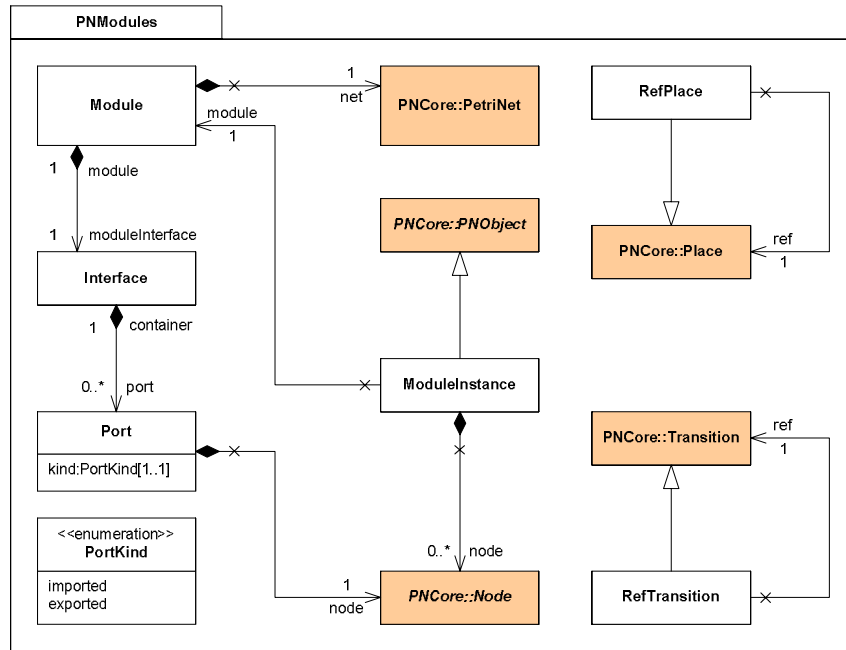 PNModules
Module
1
net
PNCore::PetriNet
RefPlace
module
1
1
module
1
moduleInterface
PNCore::PNObject
PNCore::Place
ref
1
Interface
1
container
0..*
port
ModuleInstance
Port
kind:PortKind[1..1]
PNCore::Transition
ref
1
<<enumeration>>
PortKind
imported
exported
0..*
node
1
node
PNCore::Node
RefTransition